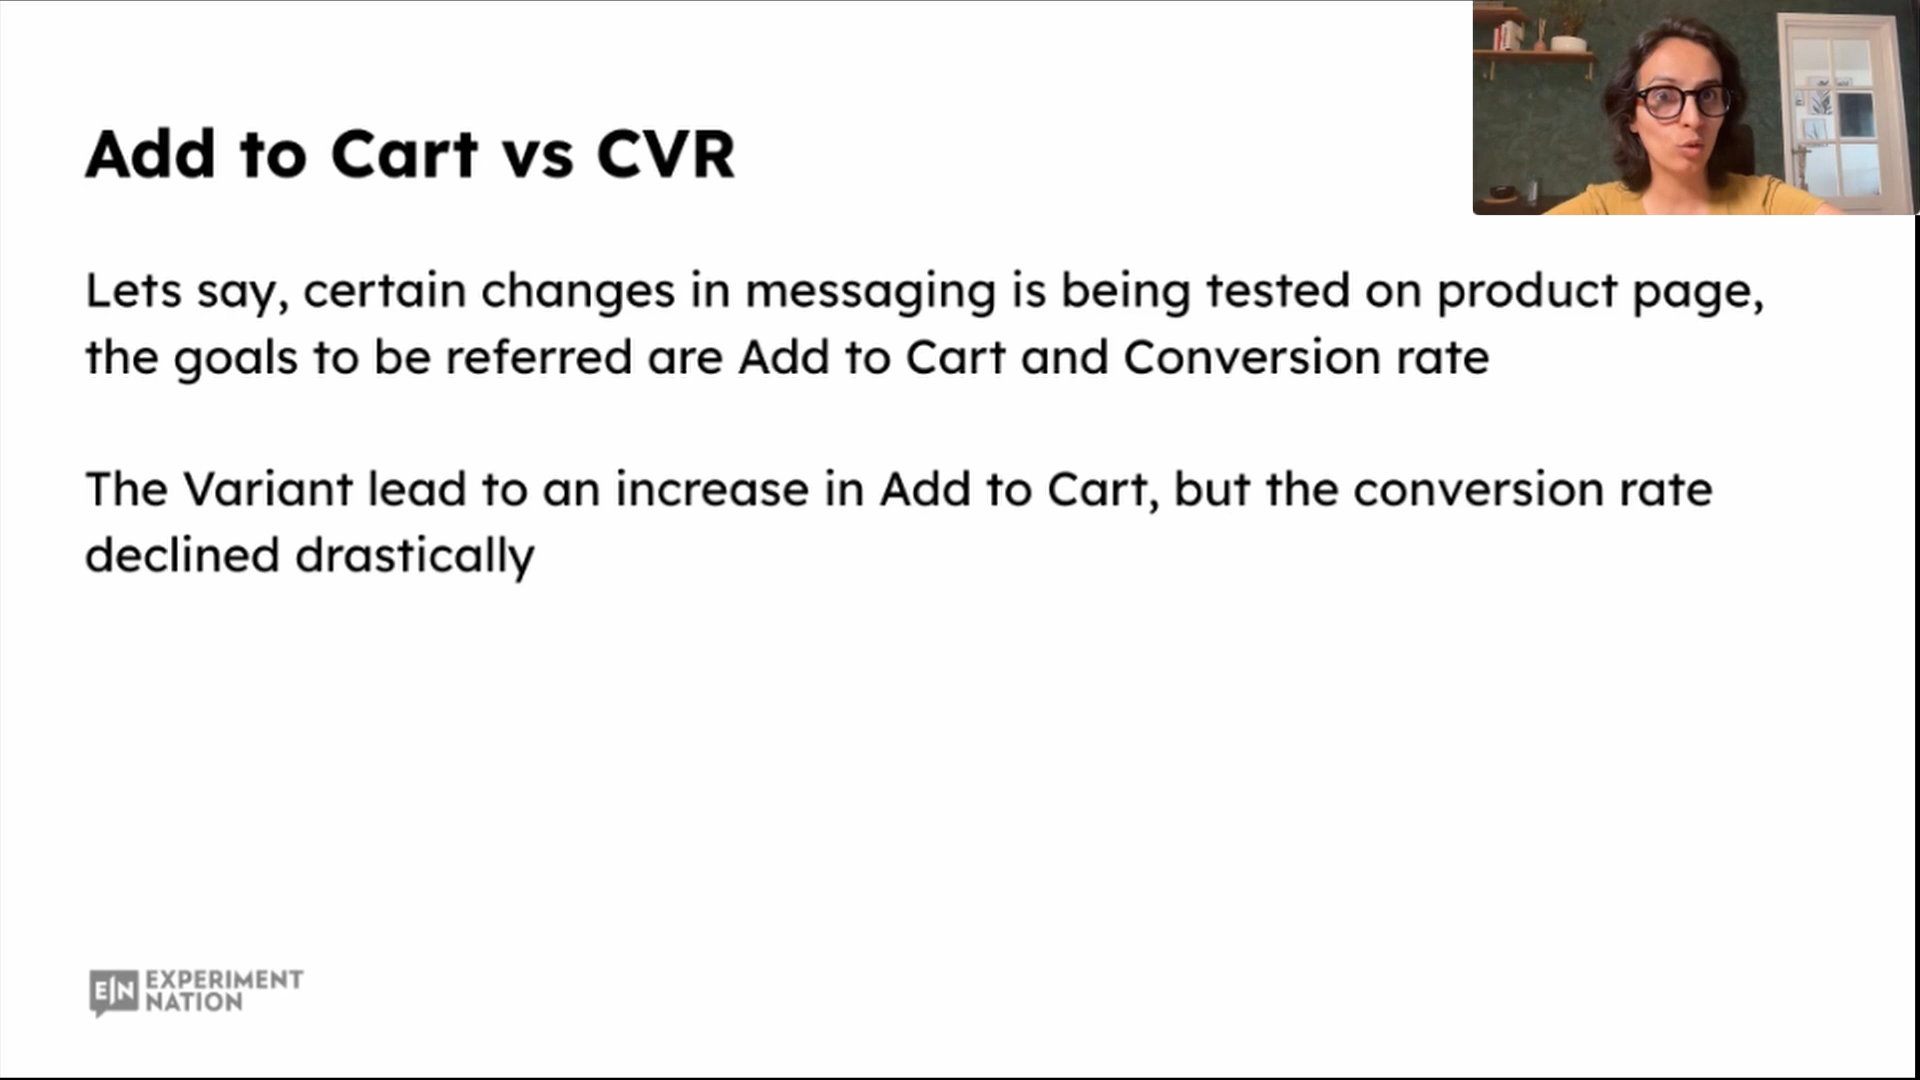 Add to Cart vs CVR
Lets say, certain changes in messaging is being tested on product page,
the goals to be referred are Add to Cart and Conversion rate
The Variant lead to an increase in Add to Cart, but the conversion rate
declined drastically
E|N EXPERIMENT
NATION